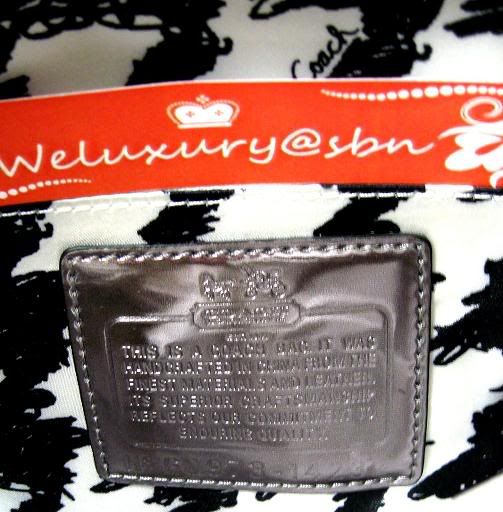 Coach
Weluxury@sbn
COACH
THIS IS A COACH BAG. IT WAS
HANDCRAFTED IN CHINA FROM THE
FINEST MATERIALS AND LEATHER.
ITS SUPERIOR CRAFTSMANSHIP
REFLECTS OUR COMMITMENT TO
ENDURING QUALITY.